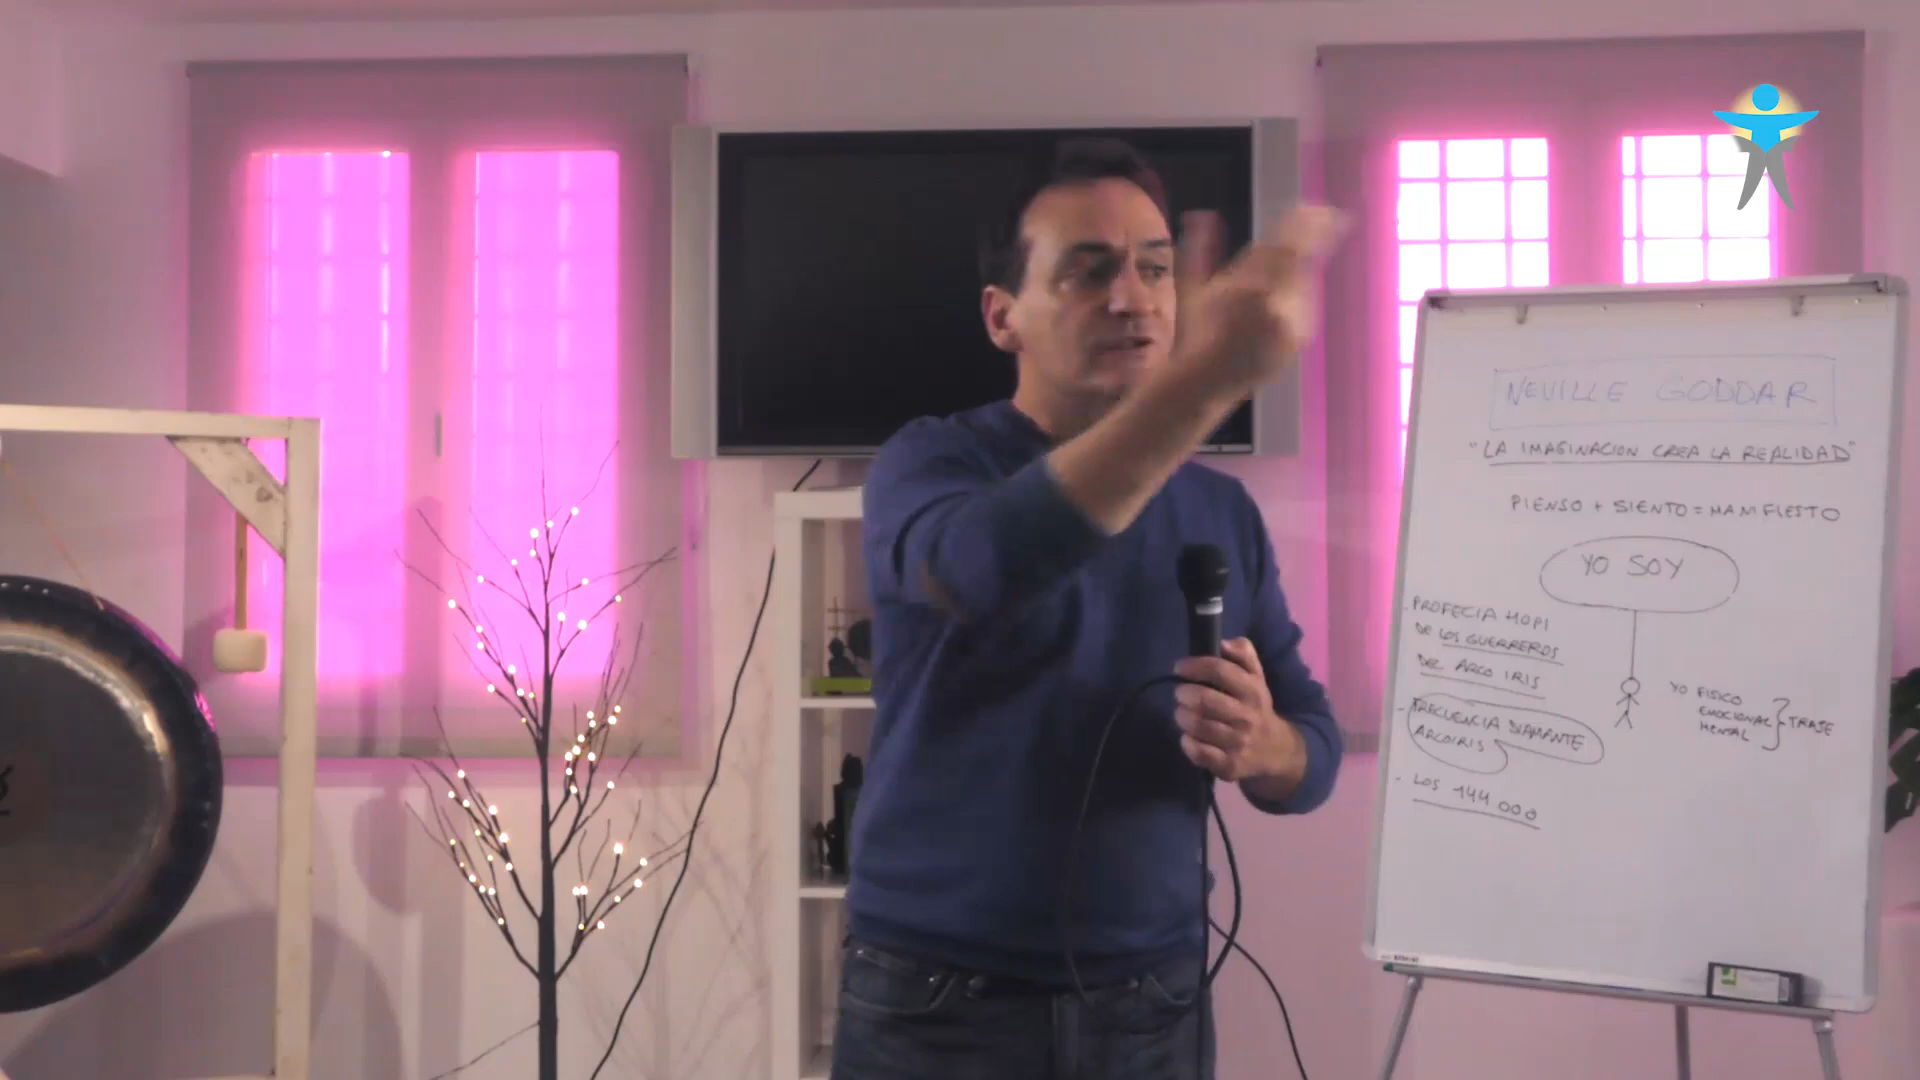 NEVILLE GODDAR
"LA IMAGINACION CREA LA REALIDAD"
PIENSO + SIENTO = MANIFIESTO
YO SOY
- PROFECIA HOPI
DE LOS GUERREROS
DEL ARCO IRIS
- FRECUENCIA DIAMANTE
ARCOIRIS
YO FISICO
EMOCIONAL
MENTAL
} TRAJE
- LOS 144.000